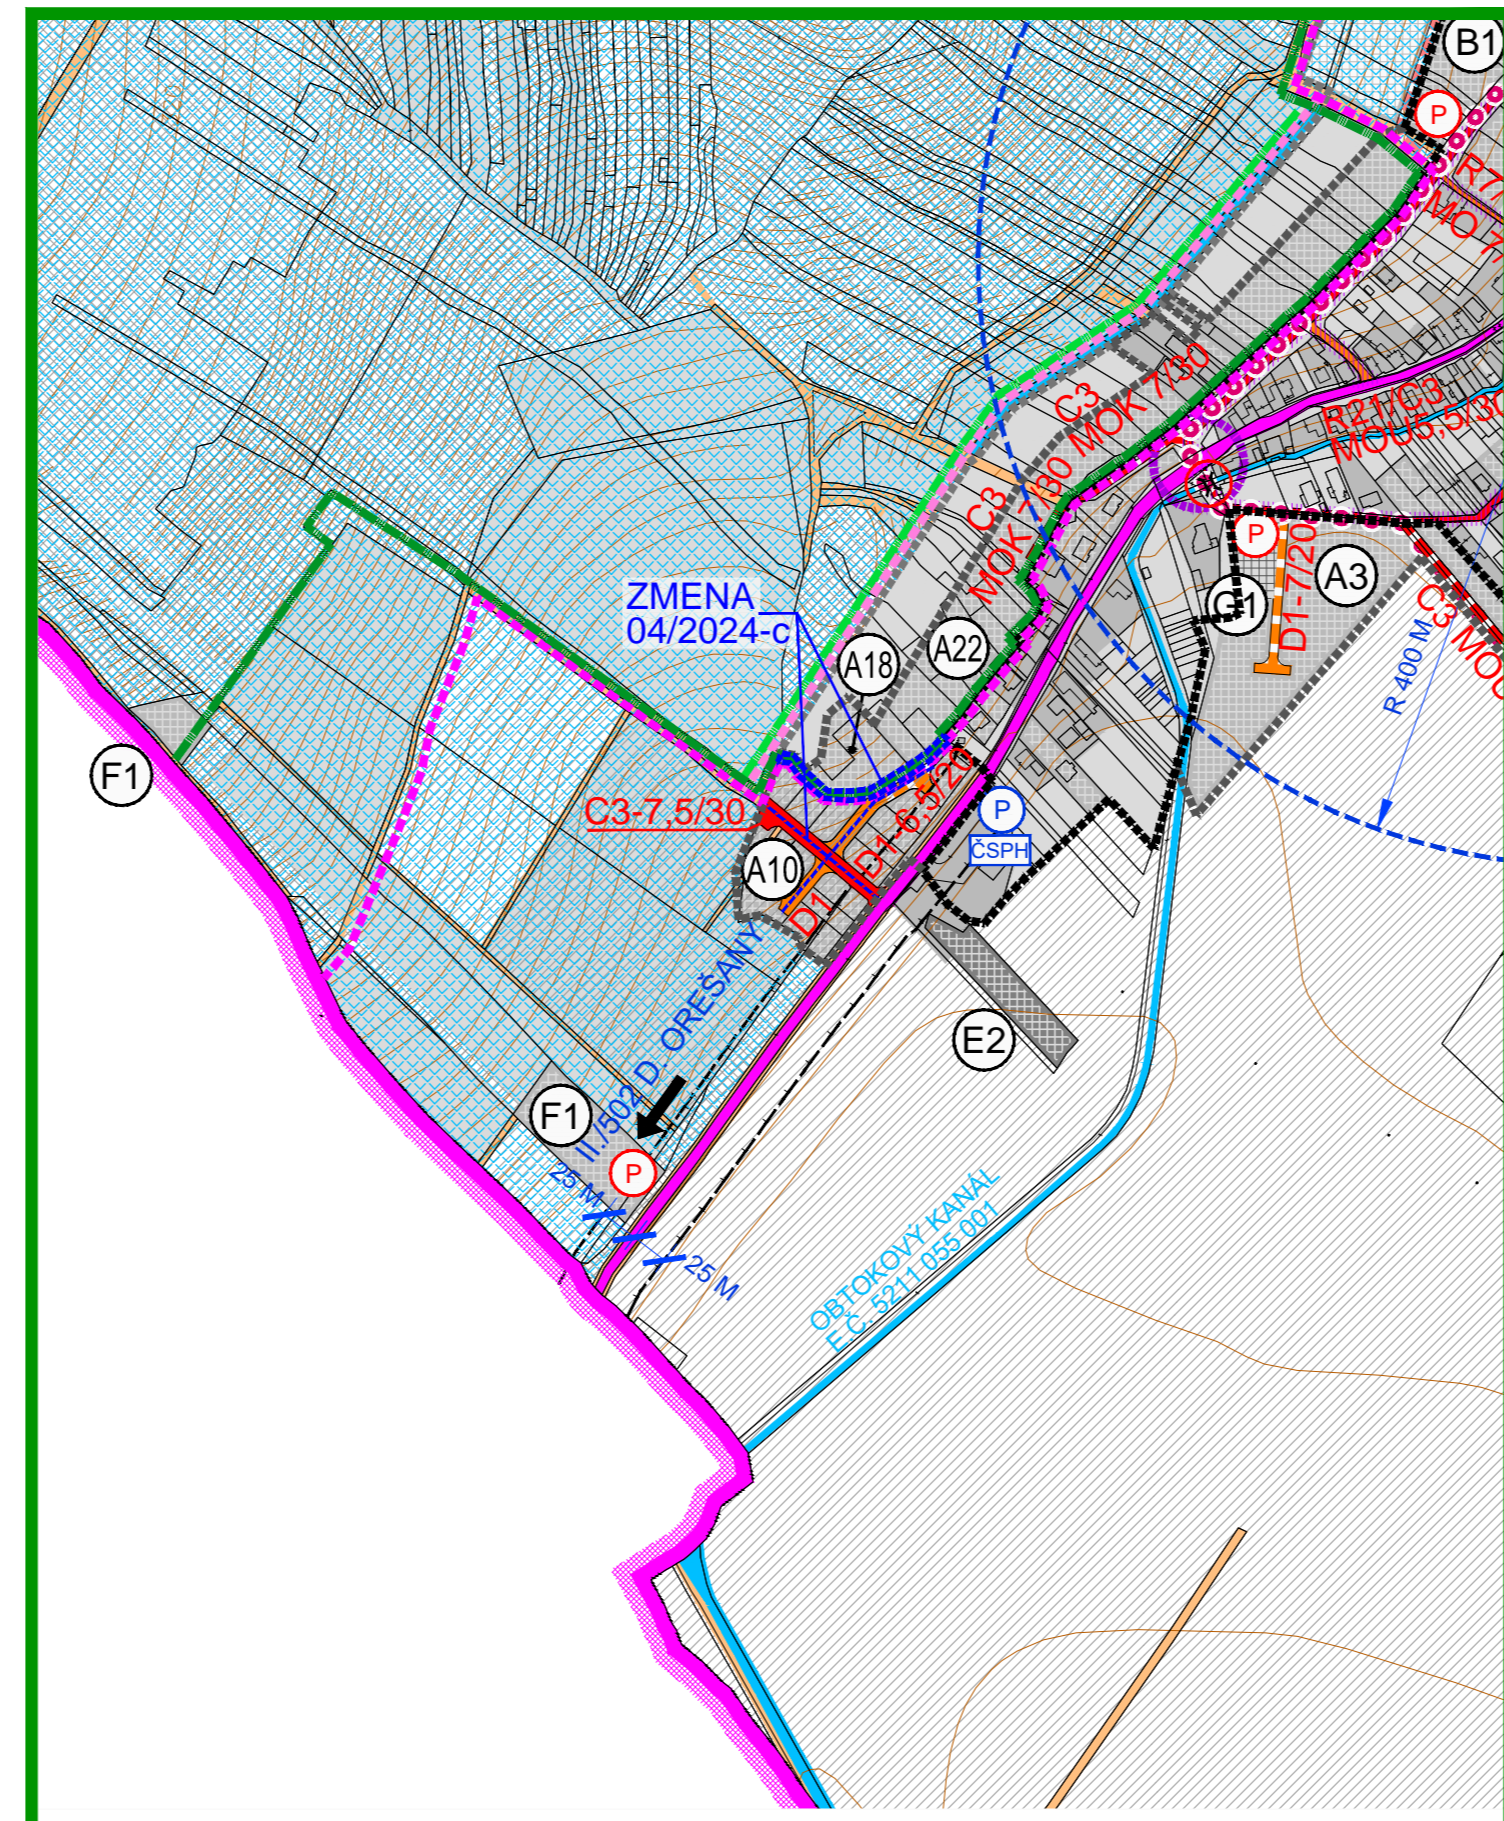 B1
P
R7
MO 7,
C3
MOK 7/30
R21/C3
MOU5,5/30
C3
MOK 7/30
P
D1-7/20
A3
G1
C3 MOU
R 400 M
ZMENA
04/2024-c
A18
A22
F1
C3-7,5/30
D1-6,5/20
P
ČSPH
A10
D1
II./502 D. OREŠANY
E2
F1
P
25 M
25 M
OBTOKOVÝ KANÁL
E.Č. 5211 055 001